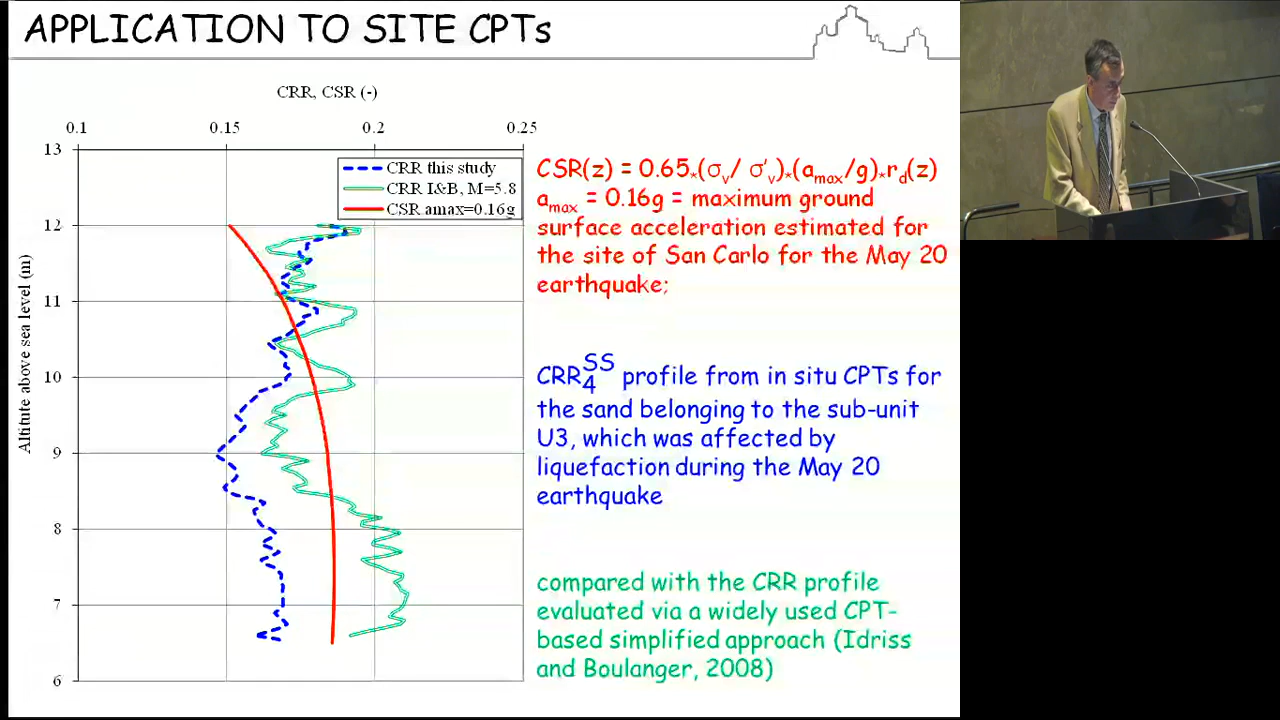 APPLICATION TO SITE CPTs
CRR, CSR (-)
0.1 0.15 0.2 0.25
13
12
11
10
9
8
7
6
Altitute above sea level (m)
CRR this study
CRR I&B, M=5.8
CSR amax=0.16g
CSR(z) = 0.65*(σv/ σ'v)*(amax/g)*rd(z)
amax = 0.16g = maximum ground
surface acceleration estimated for
the site of San Carlo for the May 20
earthquake;
CRR4SS profile from in situ CPTs for
the sand belonging to the sub-unit
U3, which was affected by
liquefaction during the May 20
earthquake
compared with the CRR profile
evaluated via a widely used CPT-
based simplified approach (Idriss
and Boulanger, 2008)